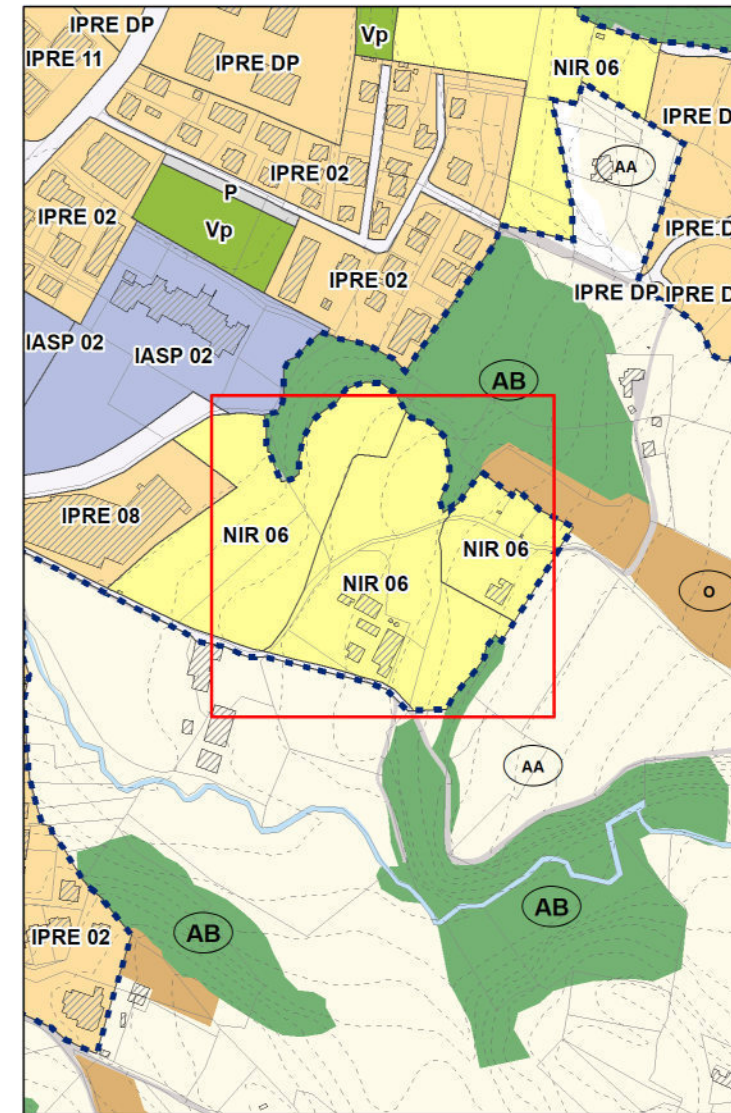 IPRE DP
IPRE 11
IPRE DP
Vp
NIR 06
IPRE D
AA
IPRE 02
P
IPRE 02
Vp
IPRE D
IPRE 02
IPRE DP
IPRE D
IASP 02
IASP 02
AB
IPRE 08
NIR 06
NIR 06
NIR 06
O
AA
AB
AB
IPRE 02